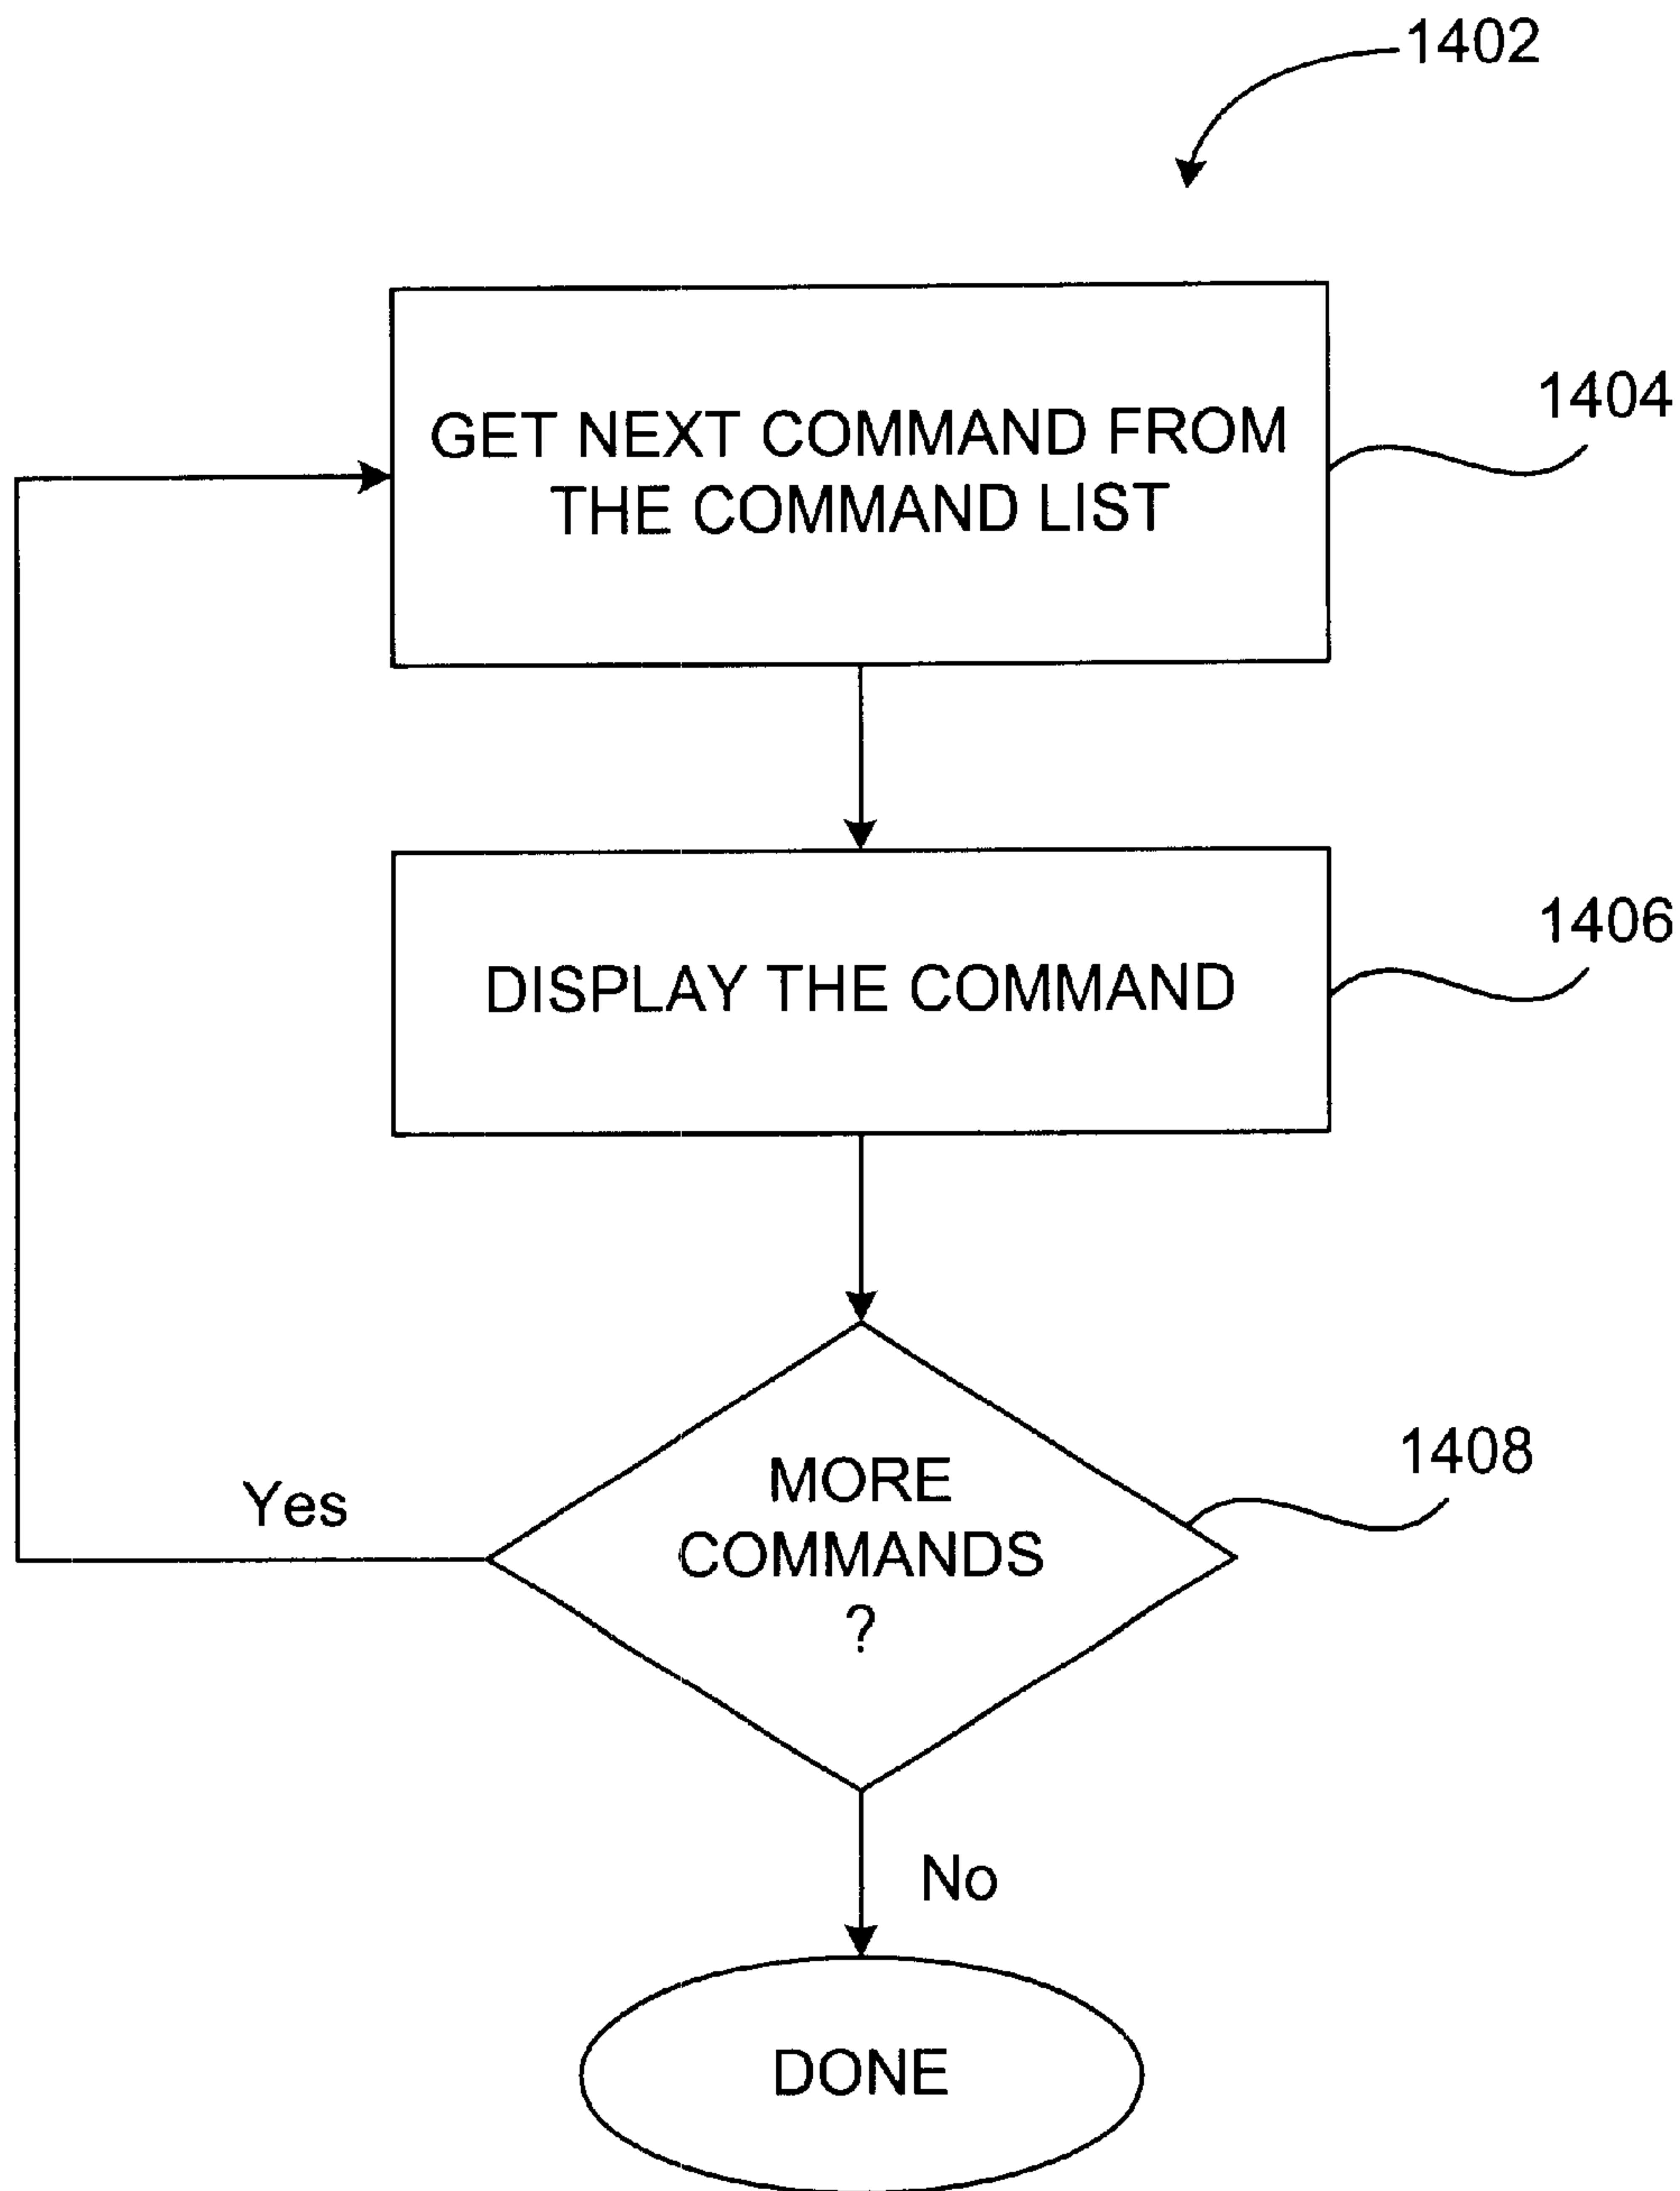 1402
GET NEXT COMMAND FROM
THE COMMAND LIST
1404
DISPLAY THE COMMAND
1406
MORE
COMMANDS
?
1408
Yes
No
DONE